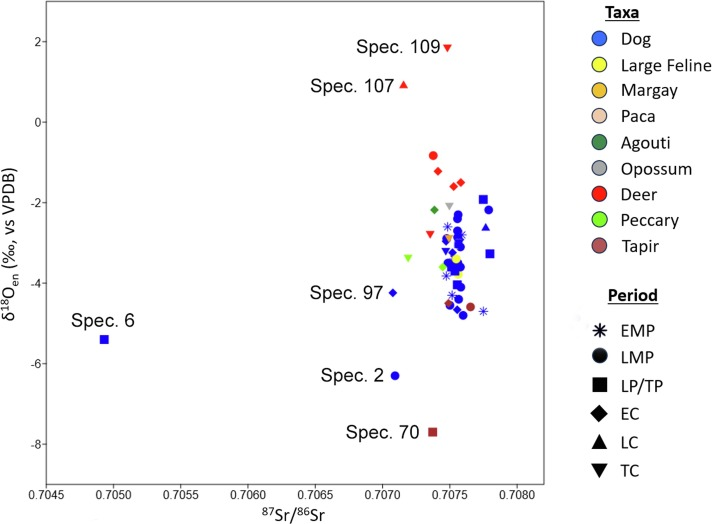 Spec. 109
Spec. 107
Spec. 97
Spec. 6
Spec. 2
Spec. 70
2
0
-2
-4
-6
-8
δ18Oen (‰, vs VPDB)
0.7045 0.7050 0.7055 0.7060 0.7065 0.7070 0.7075 0.7080
87Sr/86Sr
Taxa
Dog
Large Feline
Margay
Paca
Agouti
Opossum
Deer
Peccary
Tapir
Period
EMP
LMP
LP/TP
EC
LC
TC